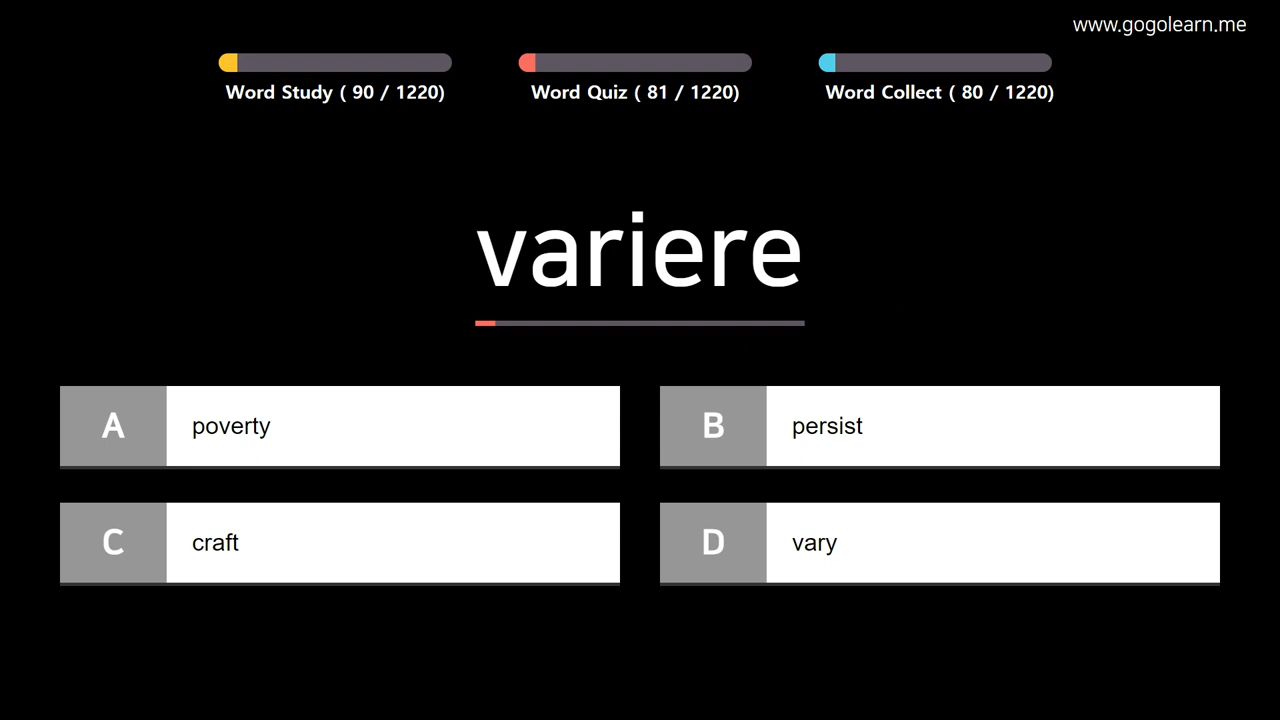 www.gogolearn.me
Word Study ( 90 / 1220)
Word Quiz ( 81 / 1220)
Word Collect ( 80 / 1220)
variere
A poverty
B persist
C craft
D vary